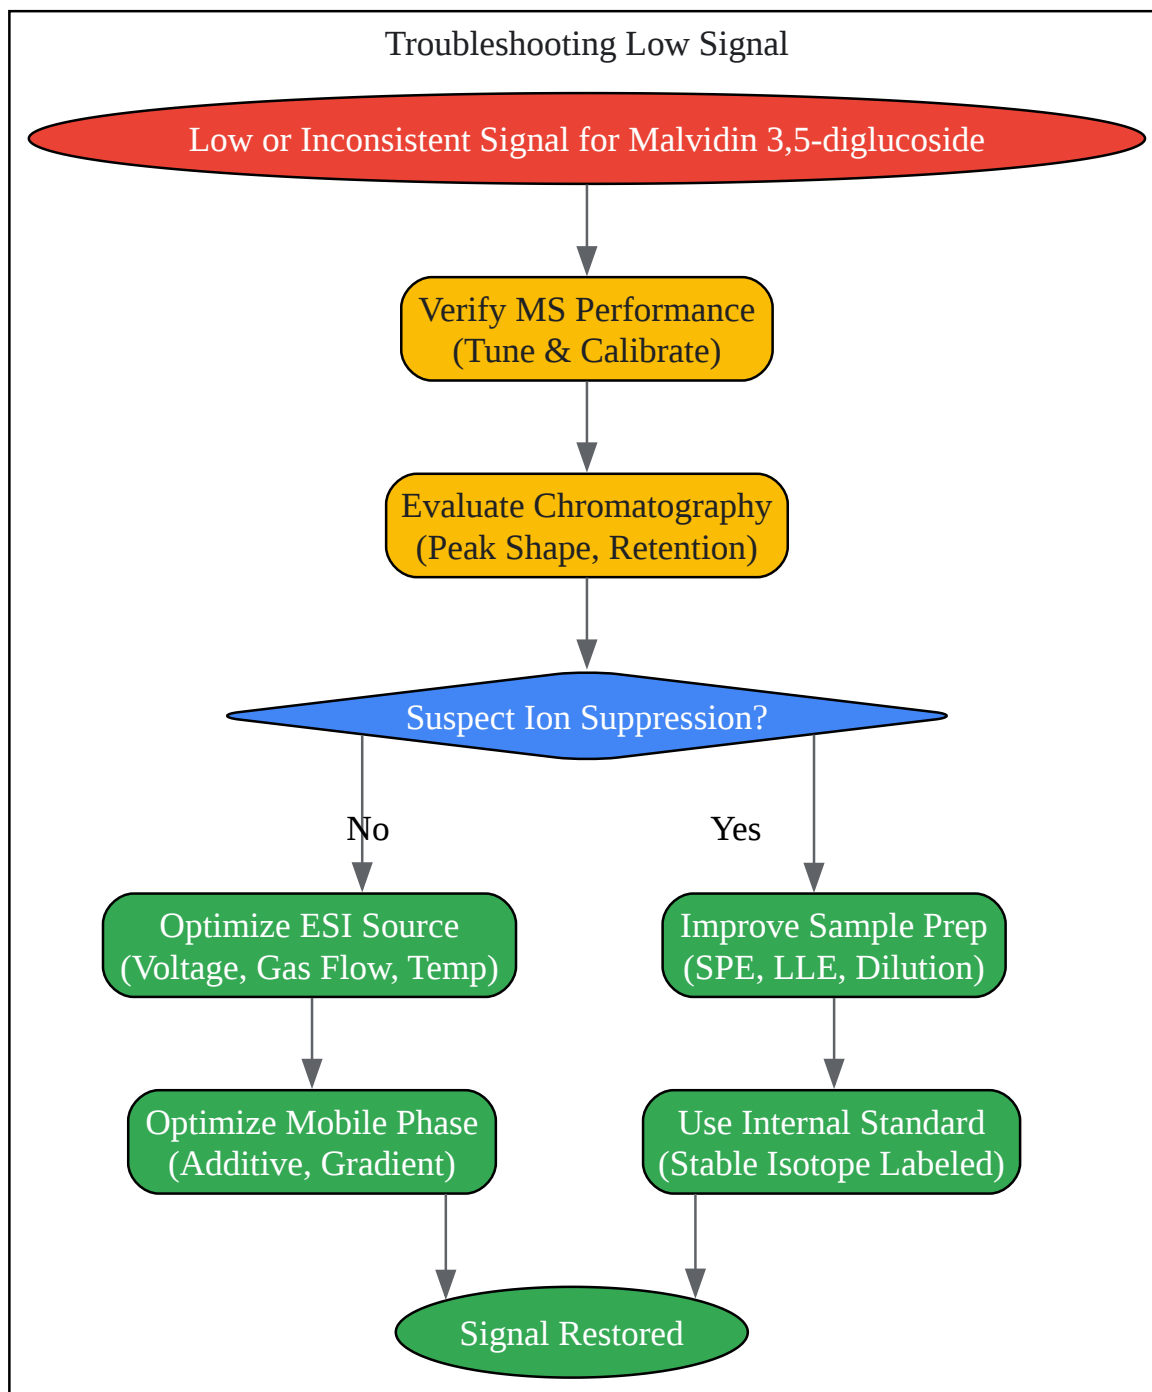 Troubleshooting Low Signal
Low or Inconsistent Signal for Malvidin 3,5-diglucoside
Verify MS Performance
(Tune & Calibrate)
Evaluate Chromatography
(Peak Shape, Retention)
Suspect Ion Suppression?
No
Yes
Optimize ESI Source
(Voltage, Gas Flow, Temp)
Improve Sample Prep
(SPE, LLE, Dilution)
Optimize Mobile Phase
(Additive, Gradient)
Use Internal Standard
(Stable Isotope Labeled)
Signal Restored